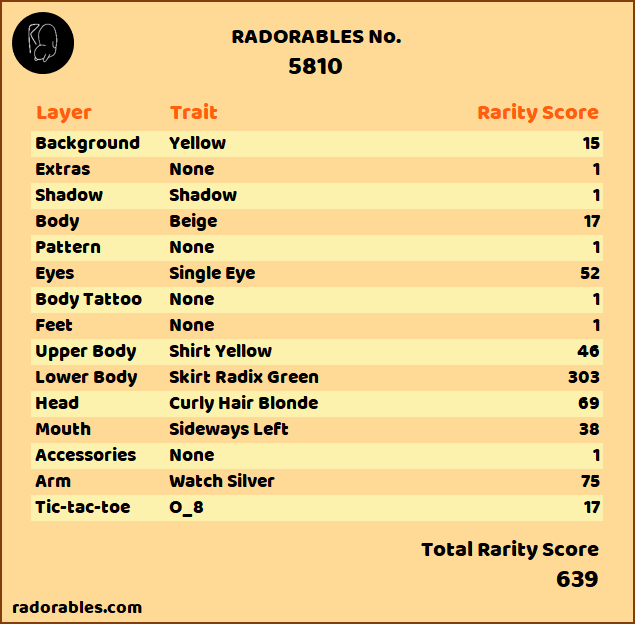 RADORABLES No.
5810
Layer Trait Rarity Score
Background Yellow 15
Extras None 1
Shadow Shadow 1
Body Beige 17
Pattern None 1
Eyes Single Eye 52
Body Tattoo None 1
Feet None 1
Upper Body Shirt Yellow 46
Lower Body Skirt Radix Green 303
Head Curly Hair Blonde 69
Mouth Sideways Left 38
Accessories None 1
Arm Watch Silver 75
Tic-tac-toe O_8 17
Total Rarity Score
639
radorables.com